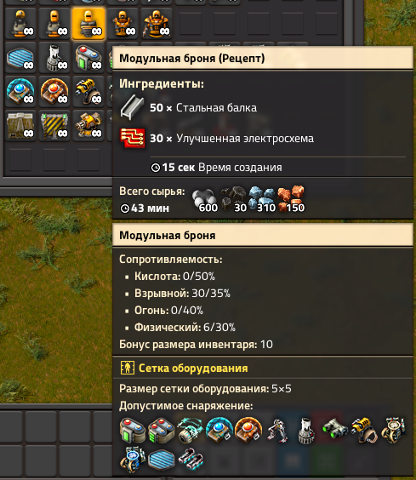 Модульная броня (Рецепт)
Ингредиенты:
50 × Стальная балка
30 × Улучшенная электросхема
15 сек Время создания
Всего сырья:
43 мин
600 30 310 150
Модульная броня
Сопротивляемость:
• Кислота: 0/50%
• Взрывной: 30/35%
• Огонь: 0/40%
• Физический: 6/30%
Бонус размера инвентаря: 10
Сетка оборудования
Размер сетки оборудования: 5×5
Допустимое снаряжение: